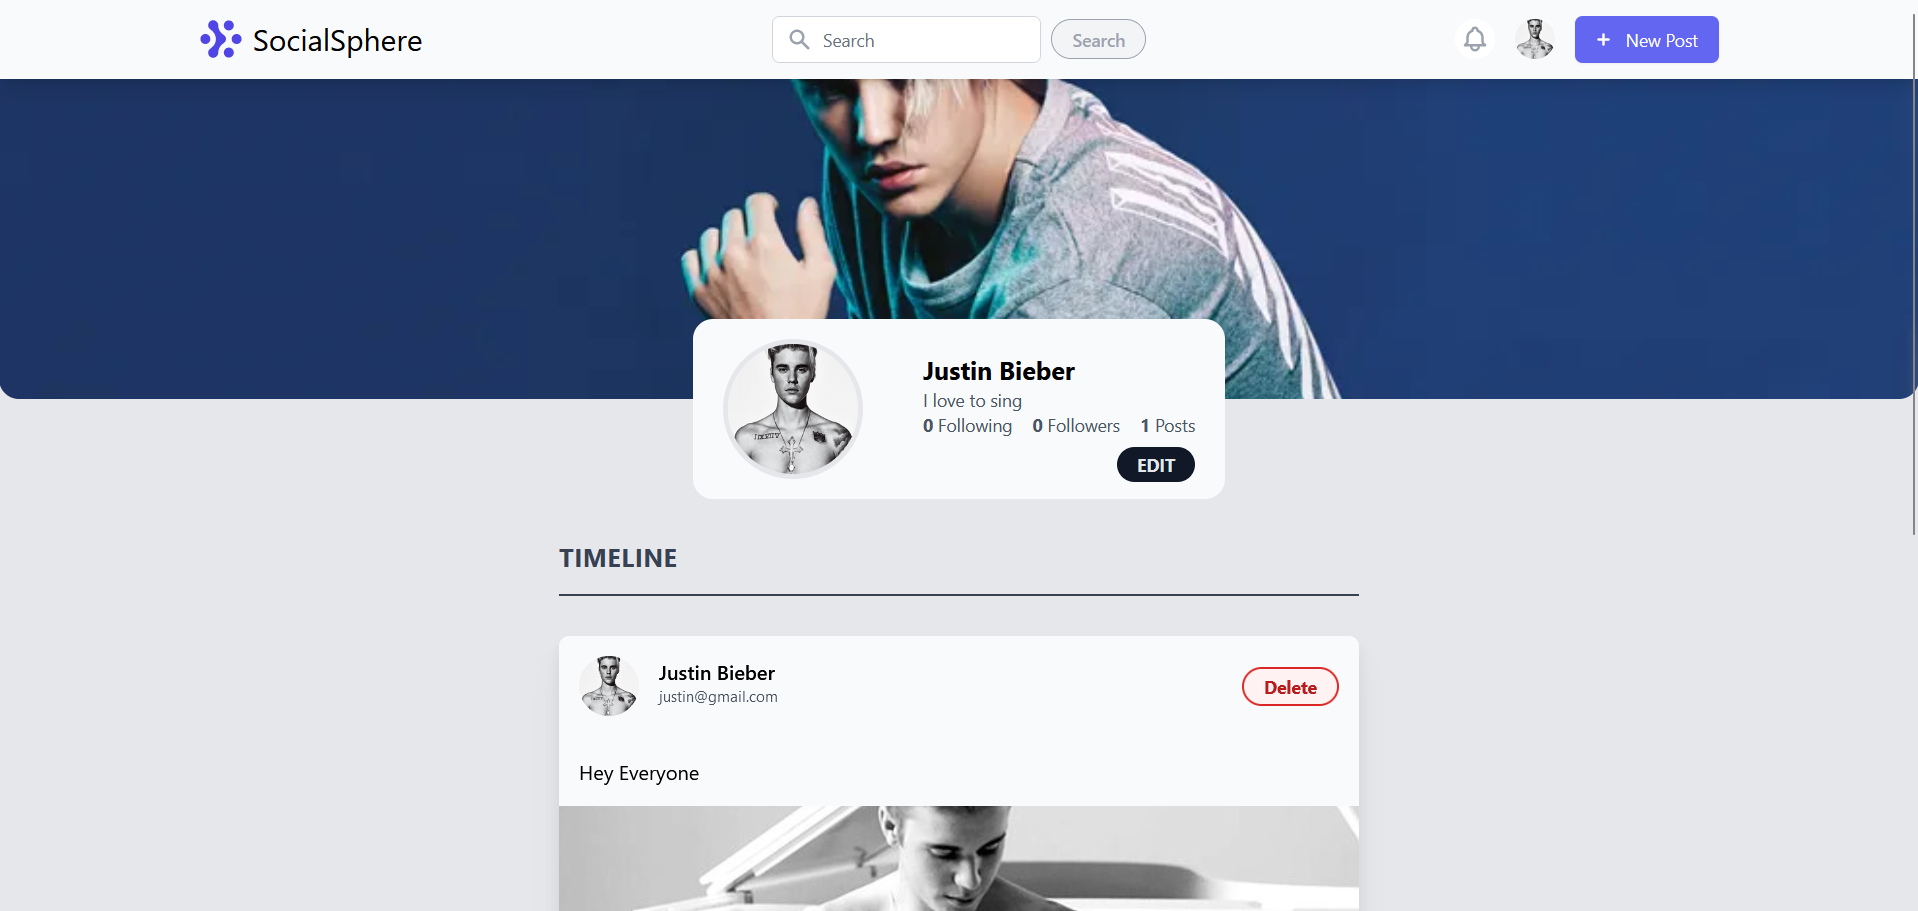 SocialSphere
Search
Search
+ New Post
Justin Bieber
I love to sing
0 Following 0 Followers 1 Posts
EDIT
TIMELINE
Justin Bieber
justin@gmail.com
Delete
Hey Everyone